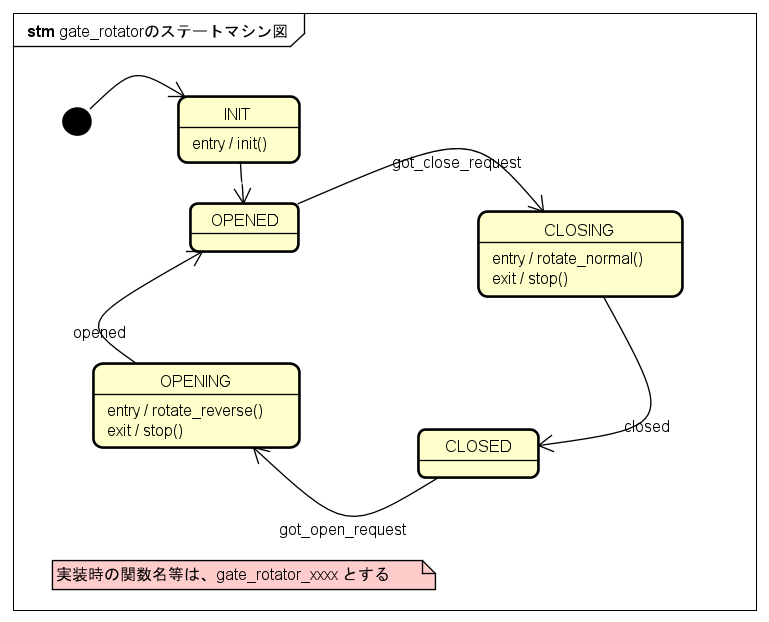 stm gate_rotatorのステートマシン図
INIT
entry / init()
OPENED
got_close_request
CLOSING
entry / rotate_normal()
exit / stop()
opened
OPENING
entry / rotate_reverse()
exit / stop()
closed
CLOSED
got_open_request
実装時の関数名等は、gate_rotator_xxxx とする